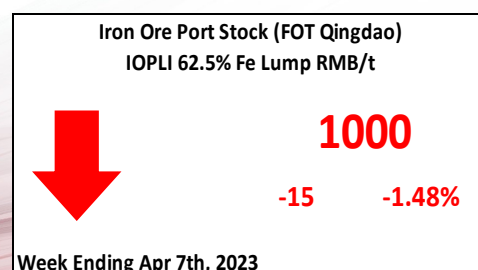 Iron Ore Port Stock (FOT Qingdao)
IOPLI 62.5% Fe Lump RMB/t
1000
-15 -1.48%
Week Ending Apr 7th, 2023